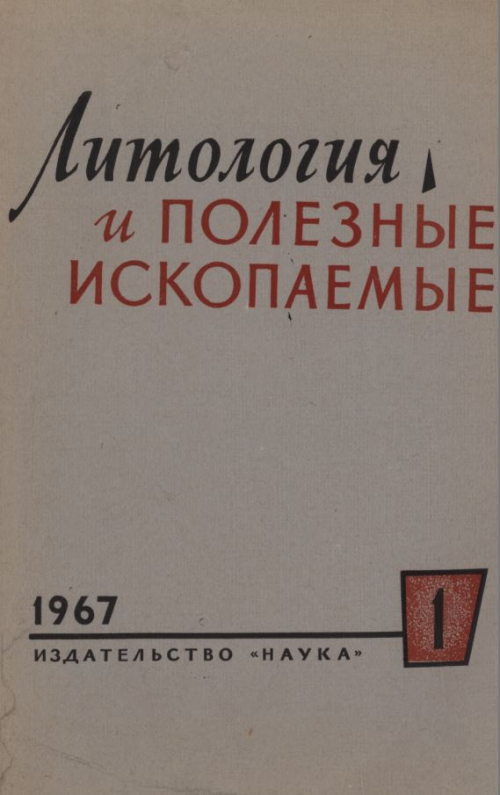 Литология
и ПОЛЕЗНЫЕ
ИСКОПАЕМЫЕ
1967
1
ИЗДАТЕЛЬСТВО «НАУКА»